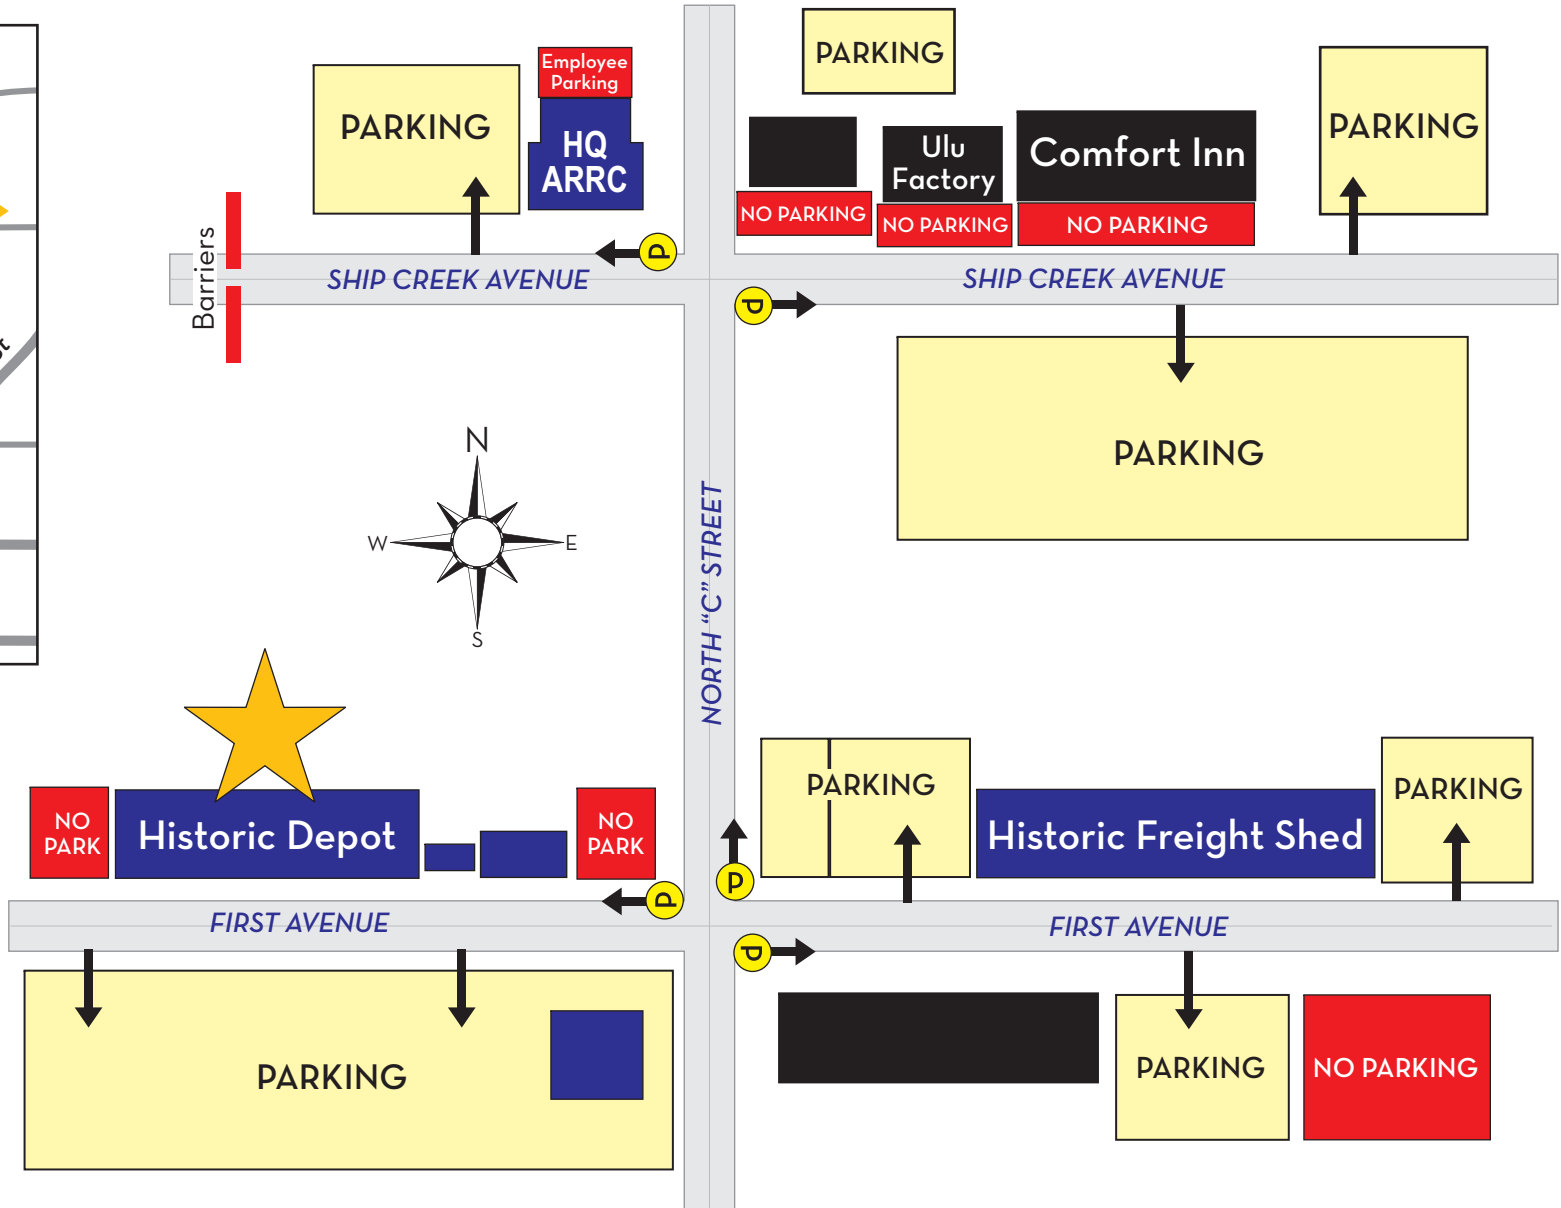 PARKING
Employee
Parking
HQ
ARRC
PARKING
Ulu
Factory
Comfort Inn
PARKING
PARKING
NO PARKING
NO PARKING
NO PARKING
Barriers
P
SHIP CREEK AVENUE
SHIP CREEK AVENUE
P
PARKING
N
W
E
S
NORTH “C” STREET
NO
PARK
Historic Depot
NO
PARK
PARKING
Historic Freight Shed
PARKING
P
P
FIRST AVENUE
FIRST AVENUE
P
PARKING
PARKING
NO PARKING